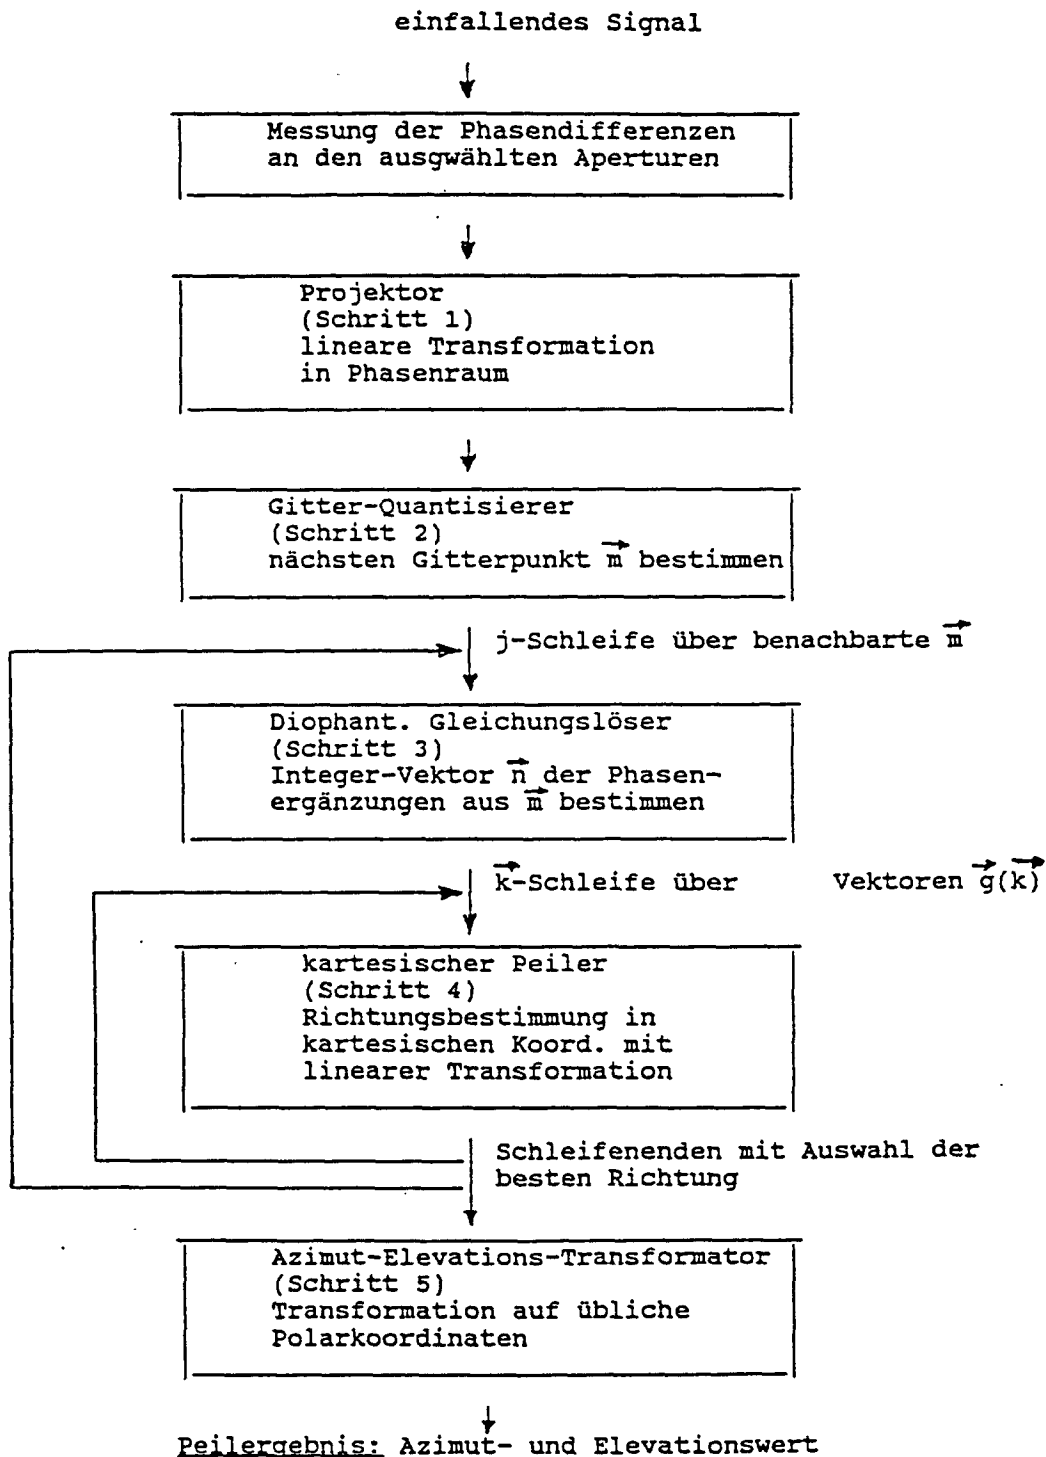 einfallendes Signal
Messung der Phasendifferenzen
an den ausgwählten Aperturen
Projektor
(Schritt 1)
lineare Transformation
in Phasenraum
Gitter-Quantisierer
(Schritt 2)
nächsten Gitterpunkt m⃗ bestimmen
j-Schleife über benachbarte m⃗
Diophant. Gleichungslöser
(Schritt 3)
Integer-Vektor n⃗ der Phasen-
ergänzungen aus m⃗ bestimmen
k⃗-Schleife über Vektoren g⃗(k⃗)
kartesischer Peiler
(Schritt 4)
Richtungsbestimmung in
kartesischen Koord. mit
linearer Transformation
Schleifenenden mit Auswahl der
besten Richtung
Azimut-Elevations-Transformator
(Schritt 5)
Transformation auf übliche
Polarkoordinaten
Peilergebnis: Azimut- und Elevationswert